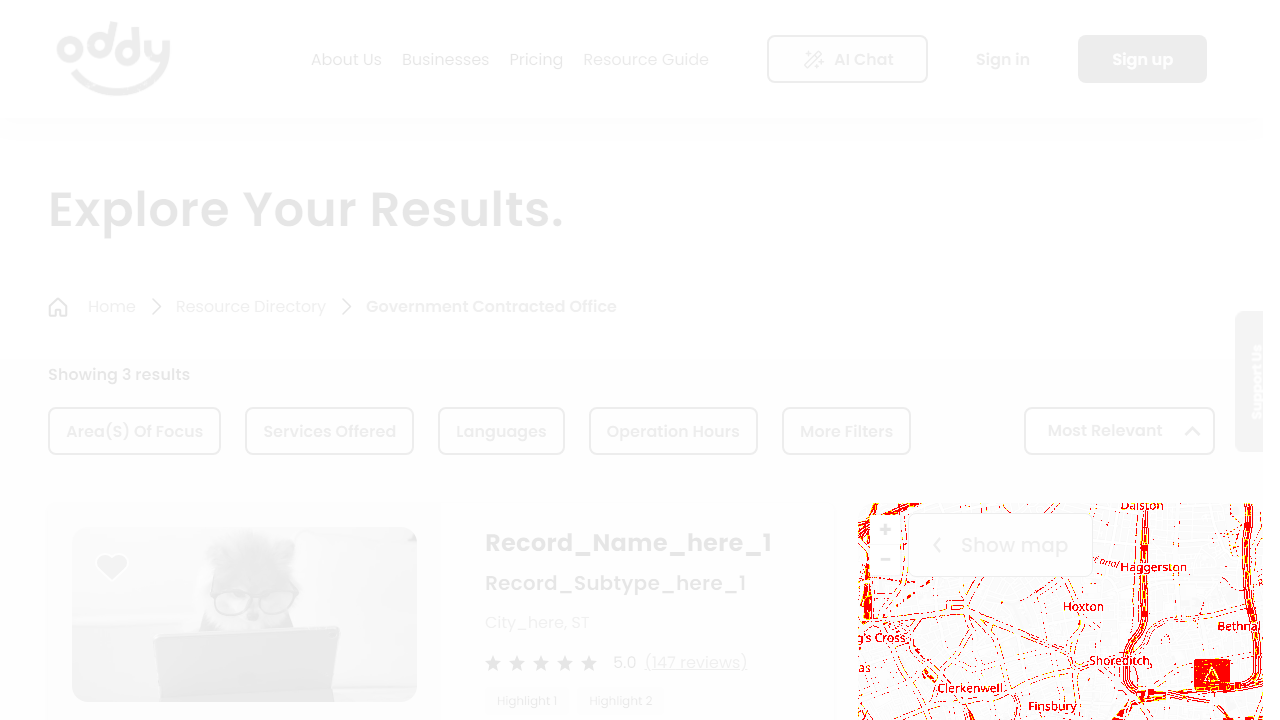 oddy
About Us Businesses Pricing Resource Guide AI Chat Sign in Sign up
Explore Your Results.
Home Resource Directory Government Contracted Office
Support Us
Showing 3 results
Area(S) Of Focus Services Offered Languages Operation Hours More Filters Most Relevant
Dalston
+
Show map
−
Record_Name_here_1
Haggerston
Record_Subtype_here_1
Hoxton
City_here, ST
Bethnal
g's Cross
5.0 (147 reviews)
Shoreditch
as
Clerkenwell
Highlight 1 Highlight 2
Finsbury